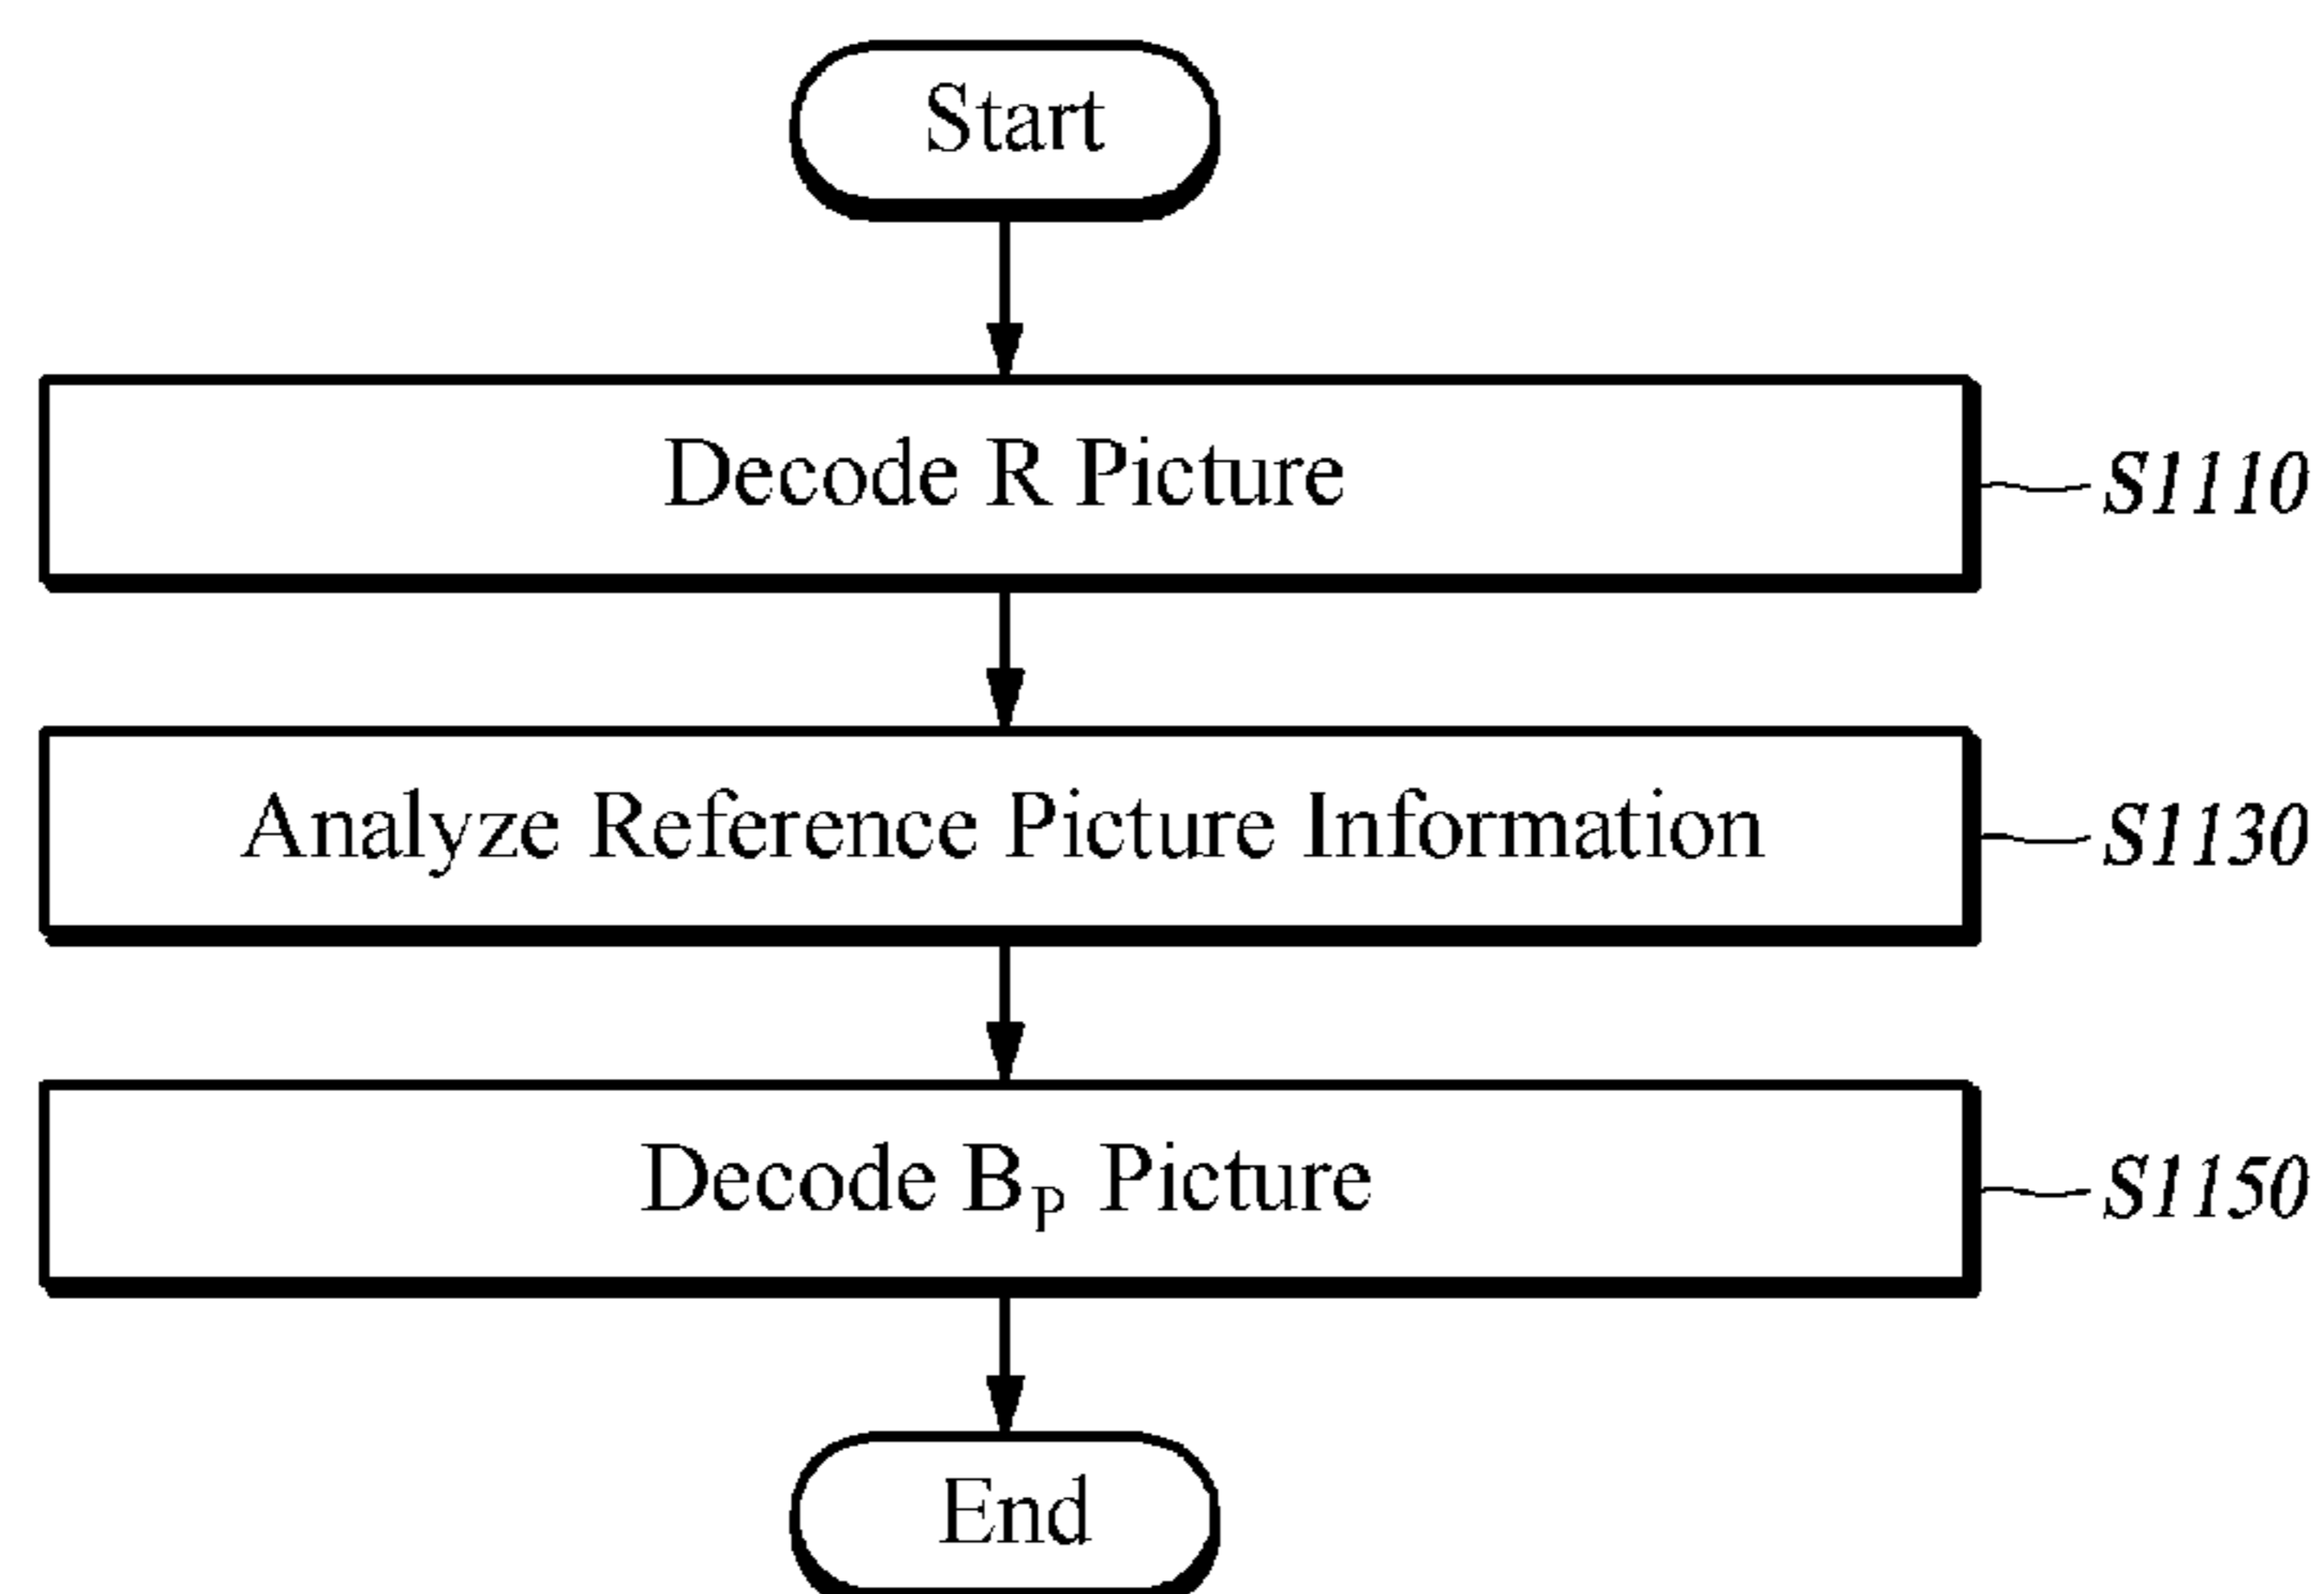 Start
Decode R Picture
S1110
Analyze Reference Picture Information
S1130
Decode BP Picture
S1150
End